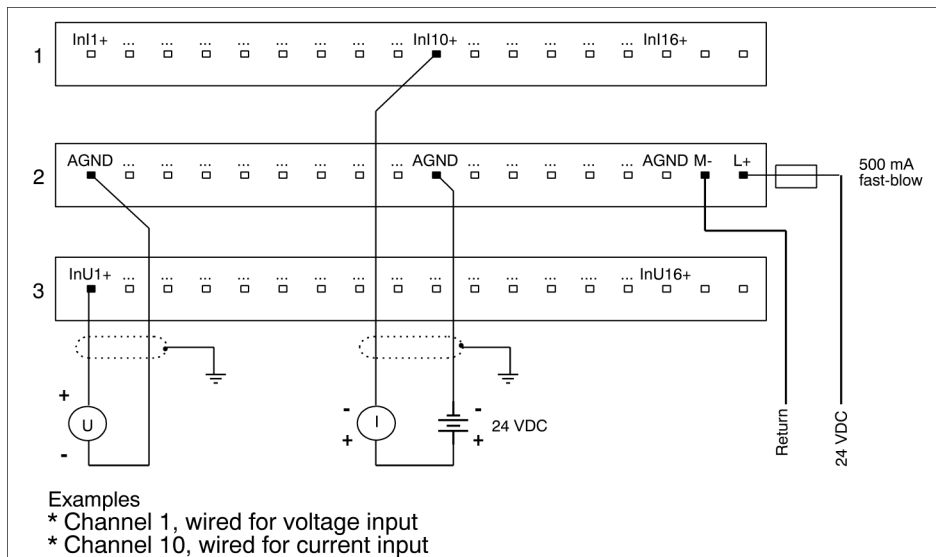 InI1+ ... ... ... ... ... ... ... InI10+ ... ... ... ... ... InI16+
1
AGND ... ... ... ... ... ... ... AGND ... ... ... ... ... AGND M- L+
2
500 mA
fast-blow
InU1+ ... ... ... ... ... ... ... ... ... ... ... .... ... InU16+
3
+
U
-
-
I
+
-
24 VDC
+
Return
24 VDC
Examples
* Channel 1, wired for voltage input
* Channel 10, wired for current input